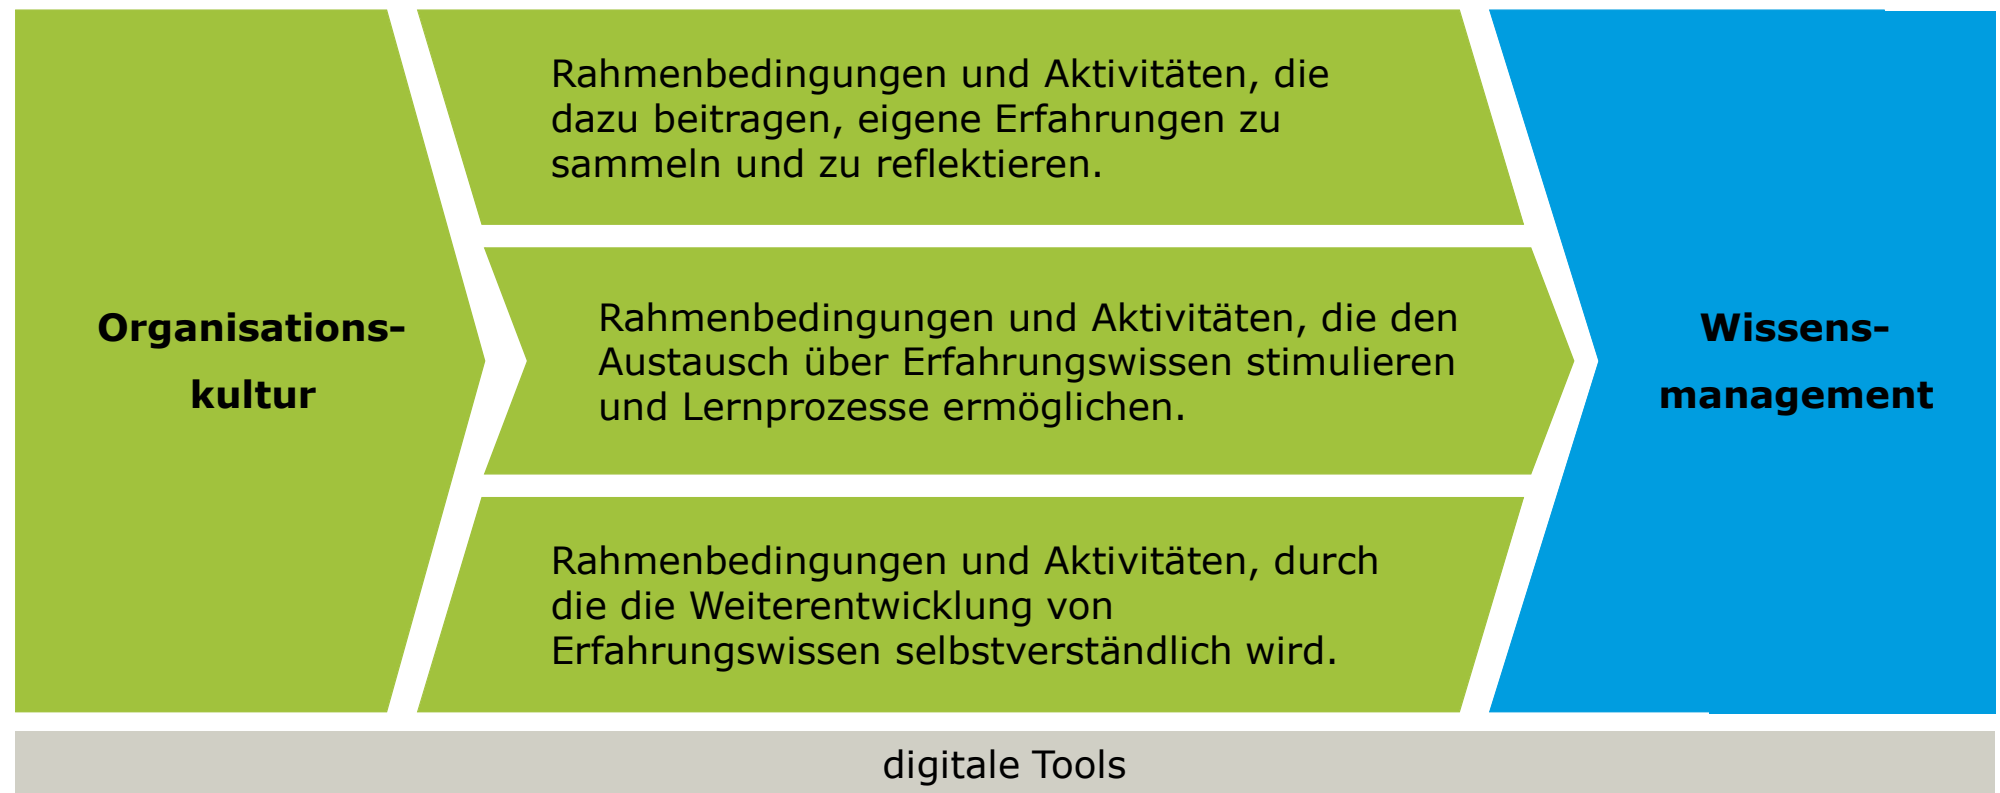 Organisations-
kultur
Rahmenbedingungen und Aktivitäten, die
dazu beitragen, eigene Erfahrungen zu
sammeln und zu reflektieren.
Rahmenbedingungen und Aktivitäten, die den
Austausch über Erfahrungswissen stimulieren
und Lernprozesse ermöglichen.
Rahmenbedingungen und Aktivitäten, durch
die die Weiterentwicklung von
Erfahrungswissen selbstverständlich wird.
Wissens-
management
digitale Tools